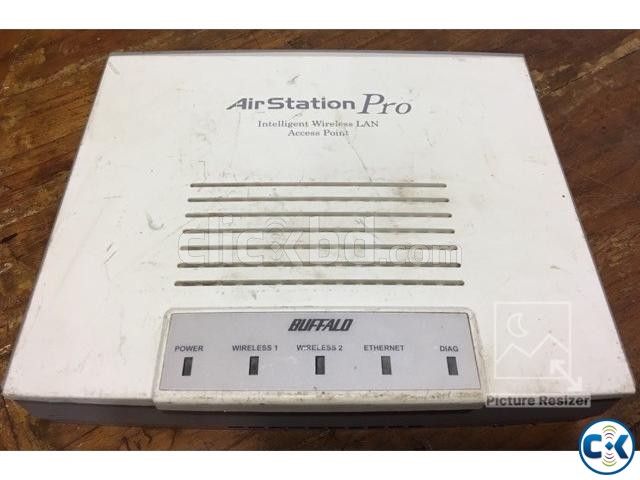 AirStation Pro
Intelligent Wireless LAN
Access Point
clickbd.com
BUFFALO
POWER WIRELESS 1 WIRELESS 2 ETHERNET DIAG
Picture Resizer
CK